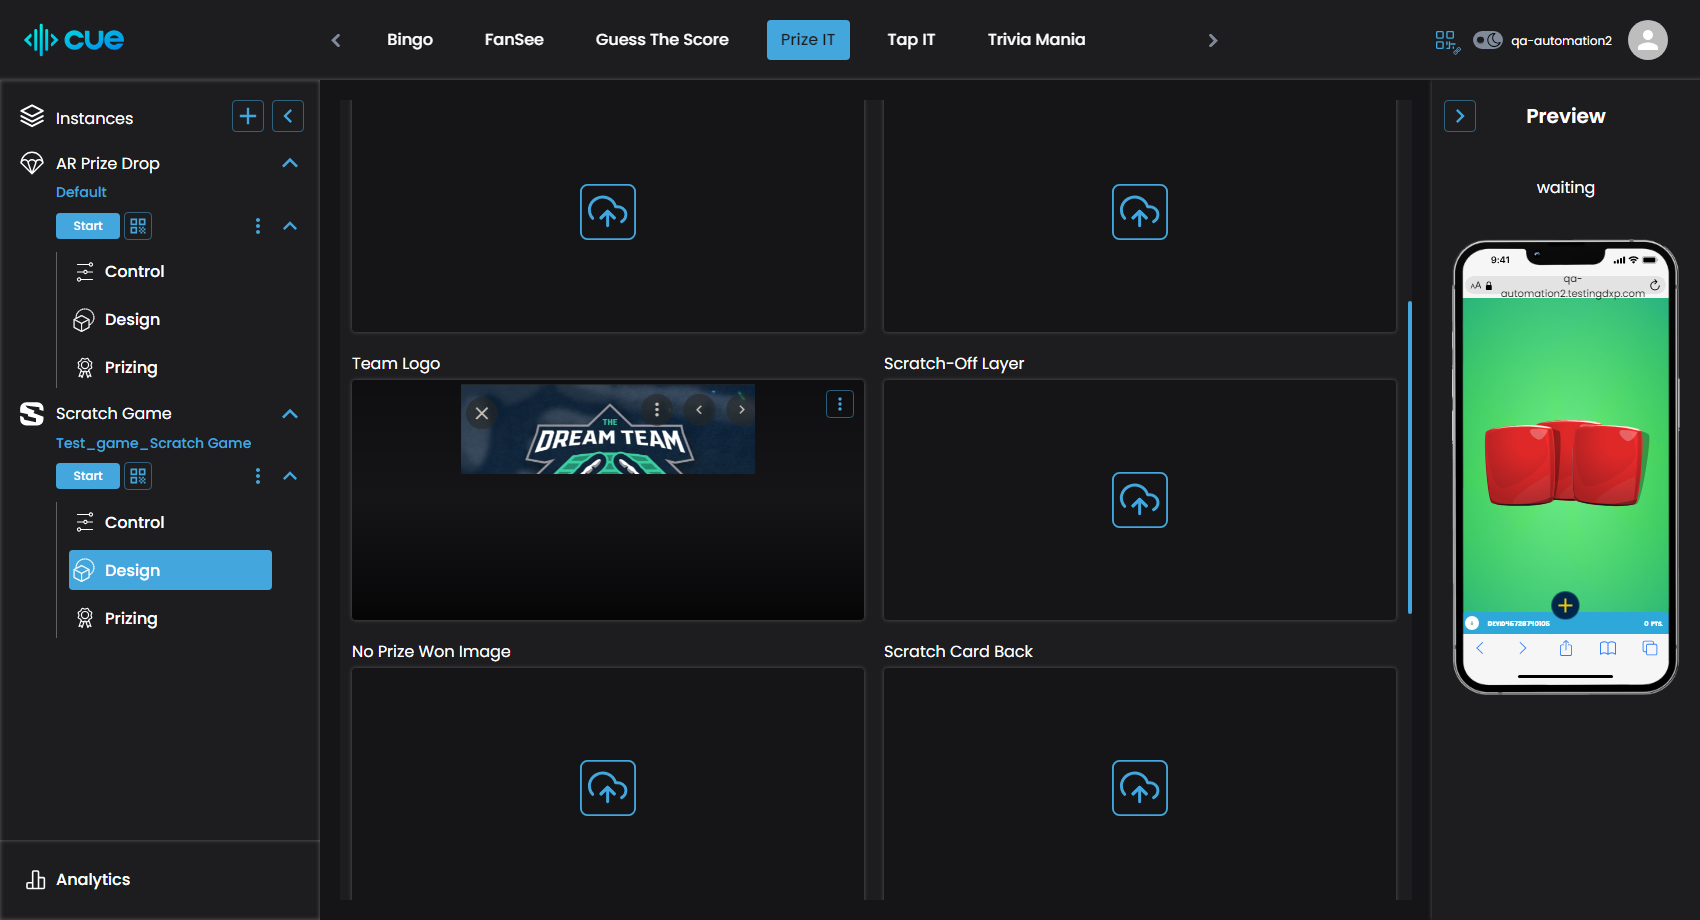 cue
Bingo
FanSee
Guess The Score
Prize IT
Tap IT
Trivia Mania
qa-automation2
Instances
AR Prize Drop
Default
Start
Control
Design
Prizing
Scratch Game
Test_game_Scratch Game
Start
Control
Design
Prizing
Analytics
Team Logo
Scratch-Off Layer
THE
DREAM TEAM
No Prize Won Image
Scratch Card Back
Preview
waiting
9:41
AA
qa-
automation2.testingdxp.com
0 PTS.